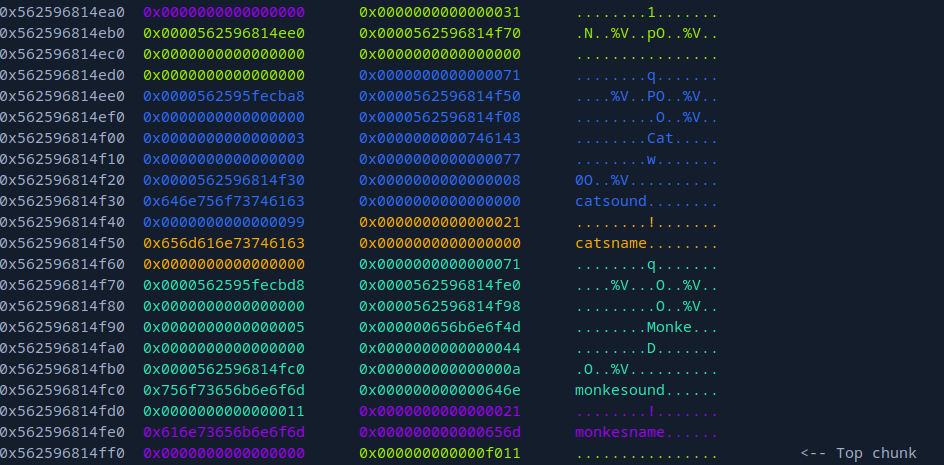 0x562596814ea0 0x0000000000000000 0x0000000000000031 ........1.......
0x562596814eb0 0x0000562596814ee0 0x0000562596814f70 .N..%V..pO..%V..
0x562596814ec0 0x0000000000000000 0x0000000000000000 ................
0x562596814ed0 0x0000000000000000 0x0000000000000071 ........q.......
0x562596814ee0 0x0000562595fecba8 0x0000562596814f50 ....%V..PO..%V..
0x562596814ef0 0x0000000000000000 0x0000562596814f08 .........O..%V..
0x562596814f00 0x0000000000000003 0x0000000000746143 ........Cat.....
0x562596814f10 0x0000000000000000 0x0000000000000077 ........w.......
0x562596814f20 0x0000562596814f30 0x0000000000000008 0O..%V..........
0x562596814f30 0x646e756f73746163 0x0000000000000000 catsound........
0x562596814f40 0x0000000000000099 0x0000000000000021 ........!.......
0x562596814f50 0x656d616e73746163 0x0000000000000000 catsname........
0x562596814f60 0x0000000000000000 0x0000000000000071 ........q.......
0x562596814f70 0x0000562595fecbd8 0x0000562596814fe0 ....%V...O..%V..
0x562596814f80 0x0000000000000000 0x0000562596814f98 .........O..%V..
0x562596814f90 0x0000000000000005 0x000000656b6e6f4d ........Monke...
0x562596814fa0 0x0000000000000000 0x0000000000000044 ........D.......
0x562596814fb0 0x0000562596814fc0 0x000000000000000a .O..%V..........
0x562596814fc0 0x756f73656b6e6f6d 0x000000000000646e monkesound......
0x562596814fd0 0x0000000000000011 0x0000000000000021 ........!.......
0x562596814fe0 0x616e73656b6e6f6d 0x000000000000656d monkesname......
0x562596814ff0 0x0000000000000000 0x000000000000f011 ................ <-- Top chunk